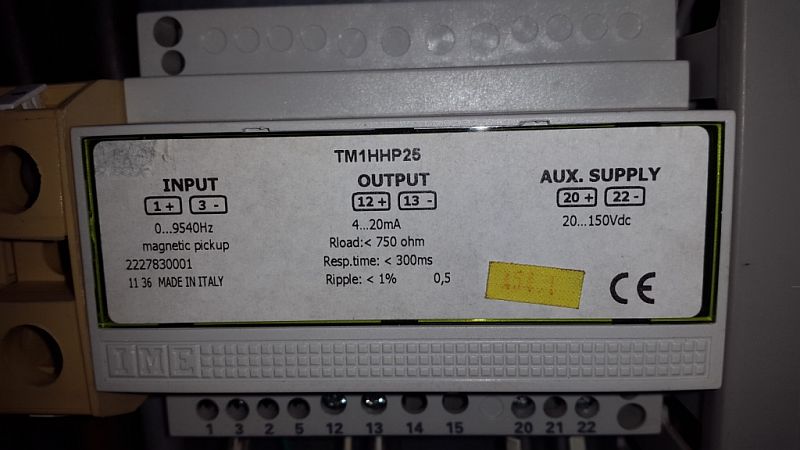 TM1HHP25
INPUT
1 + 3 -
0...9540Hz
magnetic pickup
2227830001
11 36 MADE IN ITALY
OUTPUT
12 + 13 -
4...20mA
Rload:< 750 ohm
Resp.time: < 300ms
Ripple: < 1% 0,5
AUX. SUPPLY
20 + 22 -
20...150Vdc
CE
IME
1 3 2 5 12 13 14 15 20 21 22